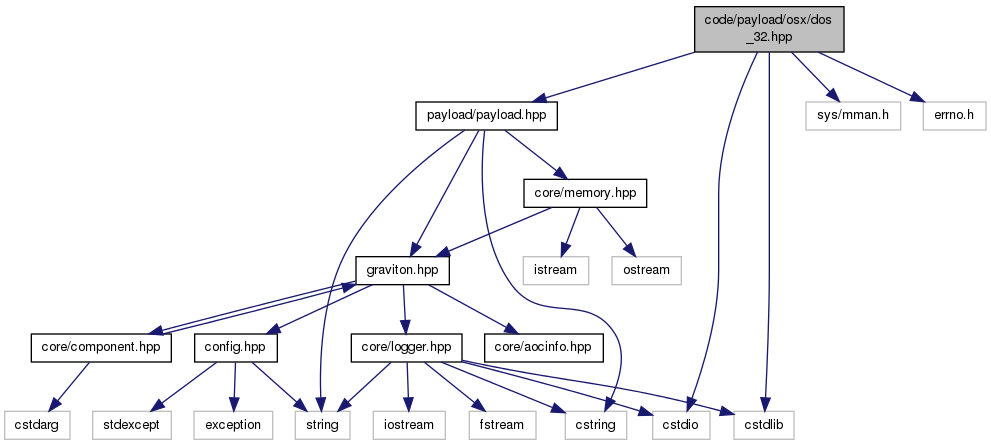 code/payload/osx/dos
_32.hpp
payload/payload.hpp
sys/mman.h
errno.h
core/memory.hpp
graviton.hpp
istream
ostream
core/component.hpp
config.hpp
core/logger.hpp
core/aocinfo.hpp
cstdarg
stdexcept
exception
string
iostream
fstream
cstring
cstdio
cstdlib